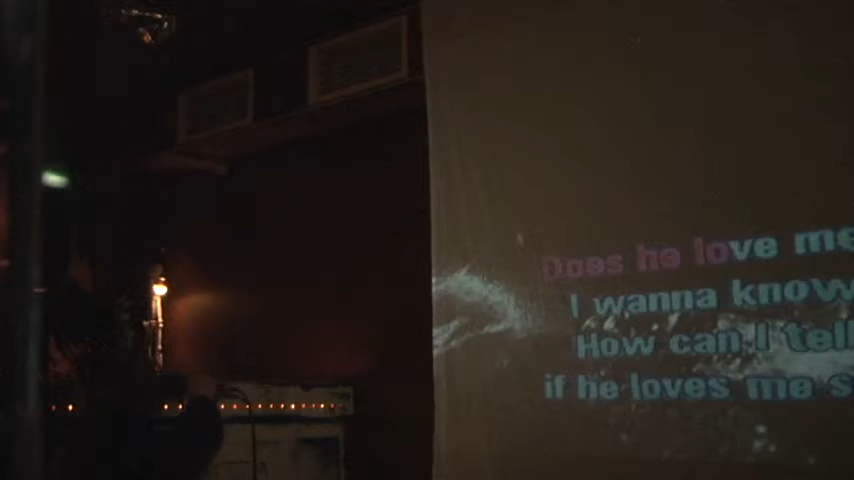 Does he love me
I wanna know
How can I tell
if he loves me s